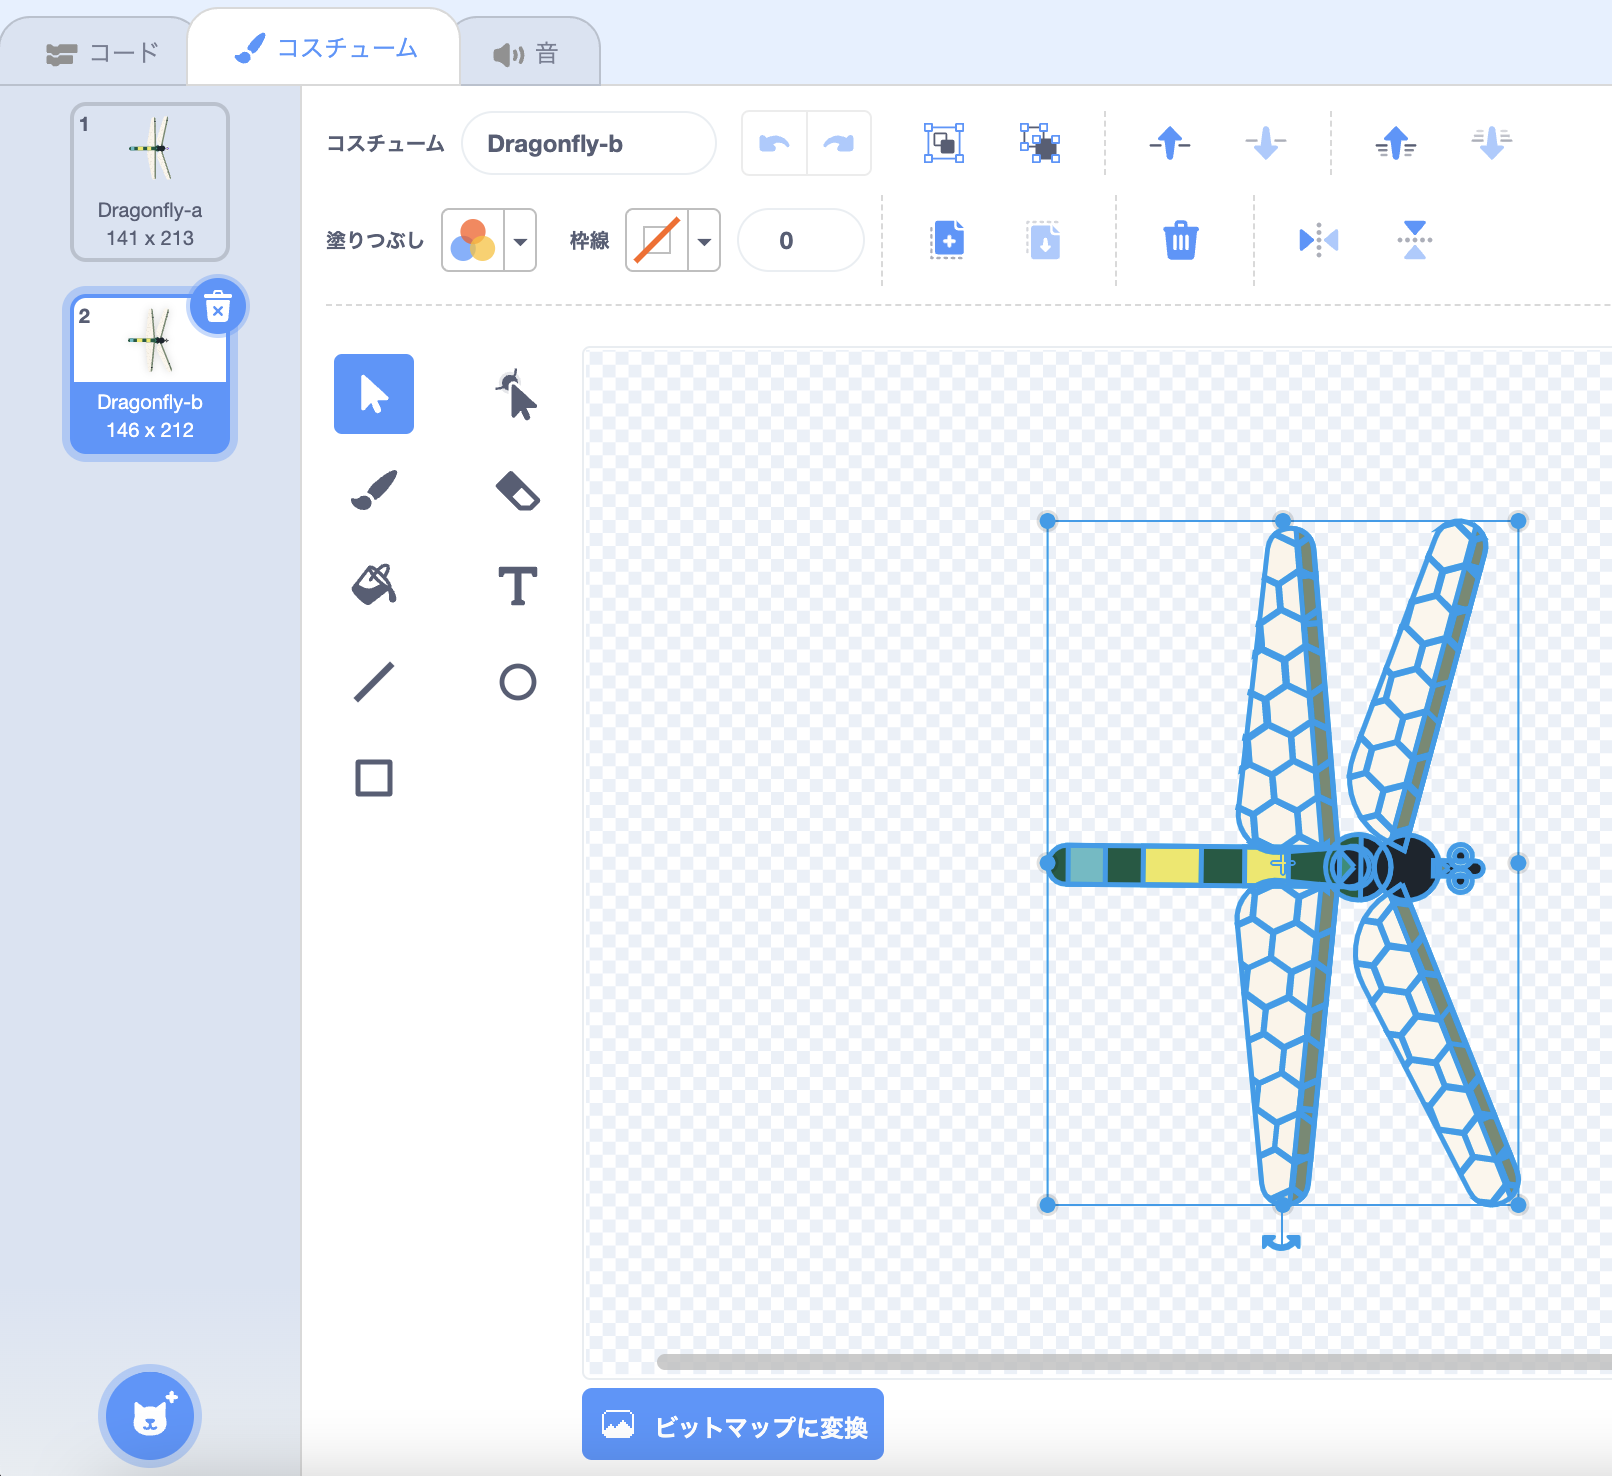 コード
コスチューム
音
1
Dragonfly-a
141 x 213
2
Dragonfly-b
146 x 212
コスチューム
Dragonfly-b
塗りつぶし
枠線
0
T
ビットマップに変換